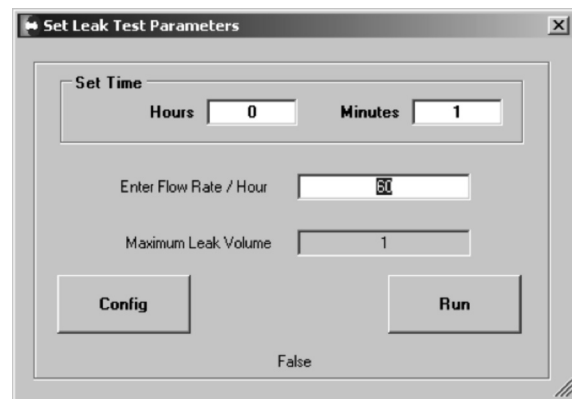 Set Leak Test Parameters
Set Time
Hours 0 Minutes 1
Enter Flow Rate / Hour 60
Maximum Leak Volume 1
Config Run
False